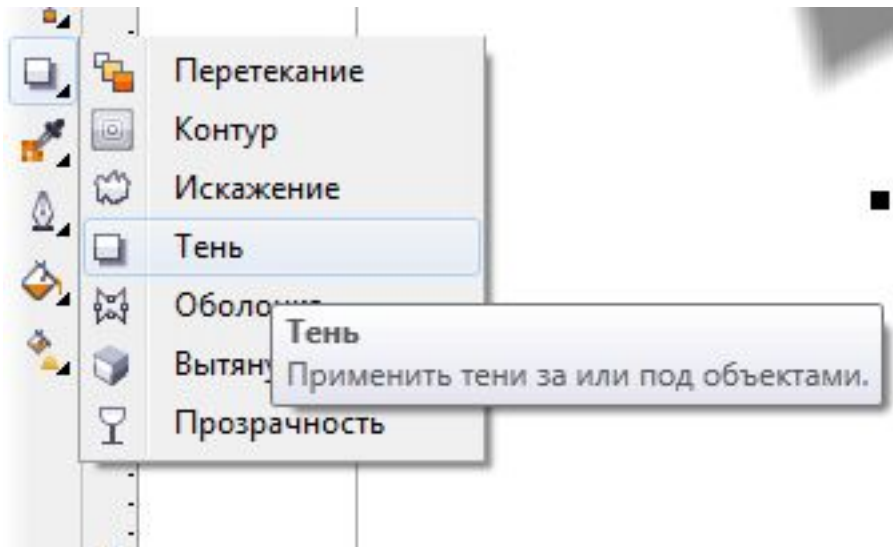 Перетекание
Контур
Искажение
Тень
Тень
Применить тени за или под объектами.
Прозрачность